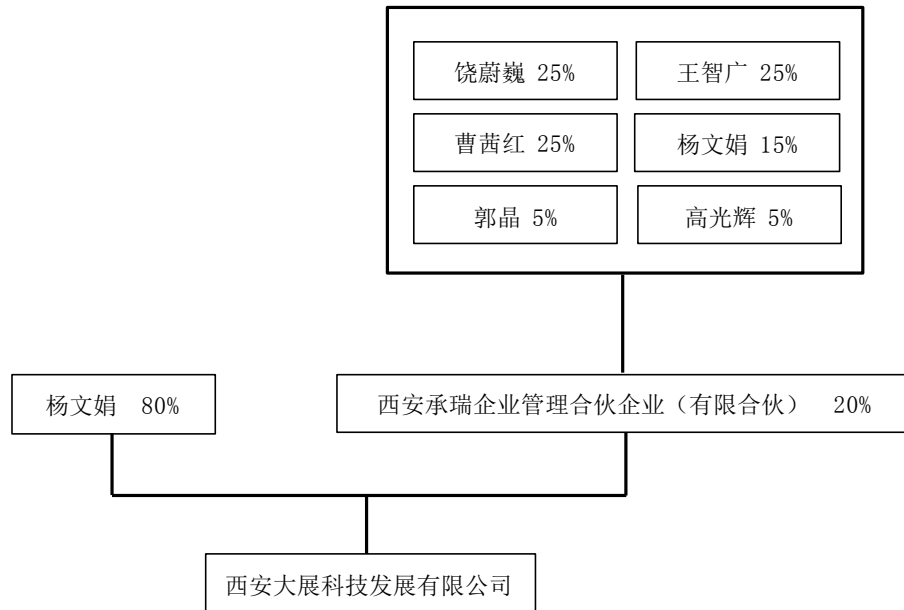 饶蔚巍 25%
王智广 25%
曹茜红 25%
杨文娟 15%
郭晶 5%
高光辉 5%
杨文娟 80%
西安承瑞企业管理合伙企业（有限合伙） 20%
西安大展科技发展有限公司